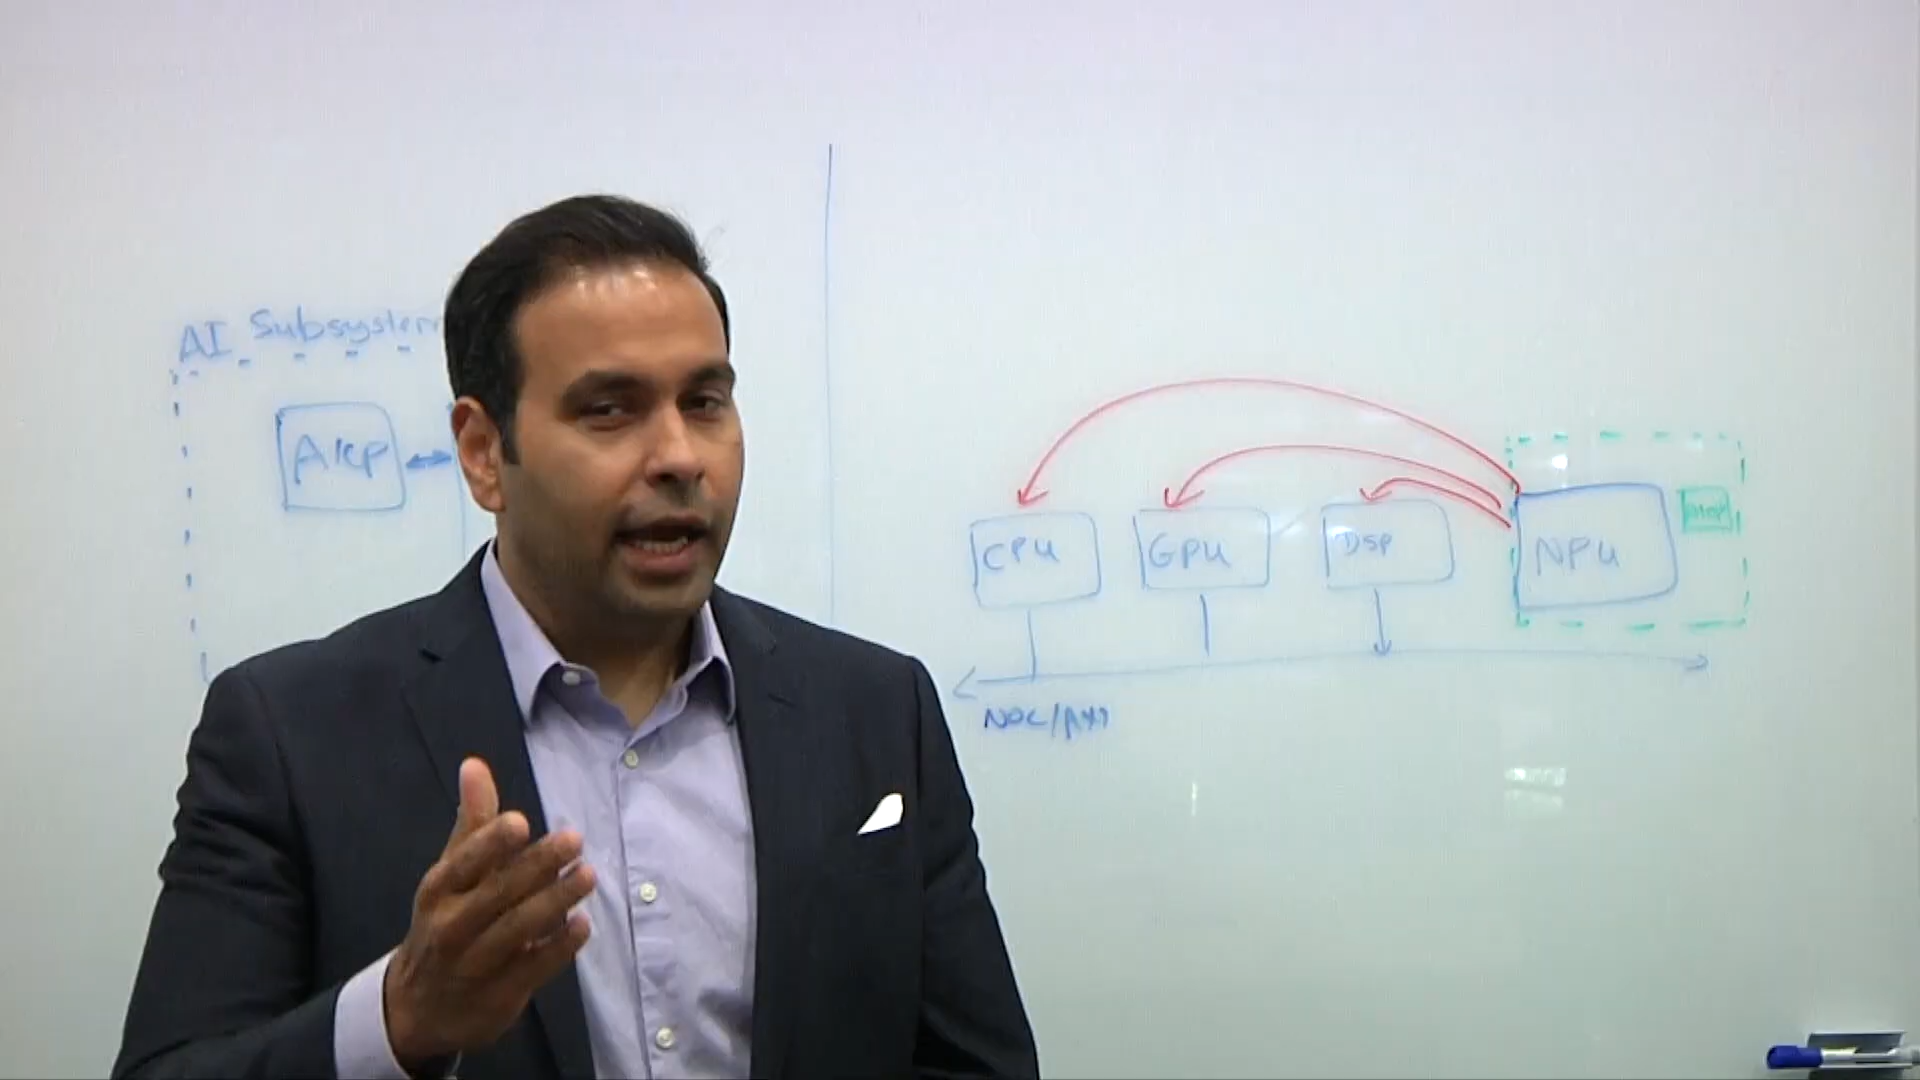 AI Subsystem
AICP
CPU
GPU
DSP
NPU
NOC/AXI